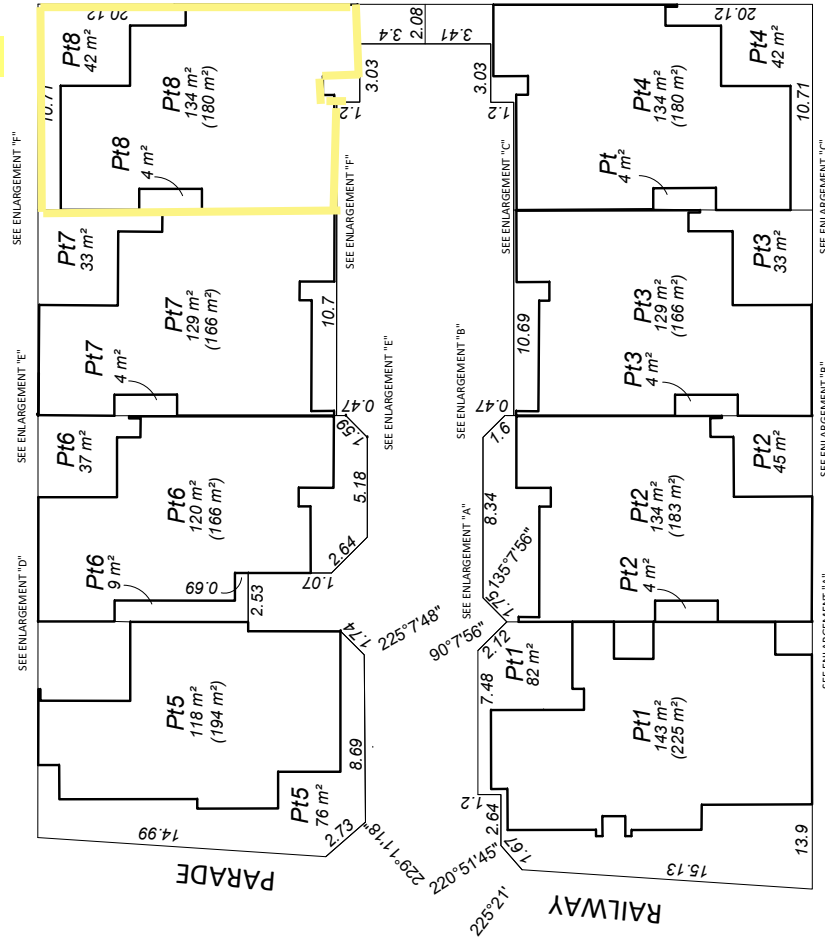 20.12
Pt8
42 m²
10.71
Pt8
134 m²
(180 m²)
Pt8
4 m²
3.4
2.08
3.41
3.03
1.2
3.03
1.2
20.12
Pt4
42 m²
10.71
Pt4
134 m²
(180 m²)
Pt
4 m²
SEE ENLARGEMENT "F"
SEE ENLARGEMENT "F"
SEE ENLARGEMENT "C"
SEE ENLARGEMENT "C"
Pt7
33 m²
Pt7
129 m²
(166 m²)
Pt7
4 m²
10.7
0.47
10.69
0.47
Pt3
33 m²
Pt3
129 m²
(166 m²)
Pt3
4 m²
SEE ENLARGEMENT "E"
SEE ENLARGEMENT "E"
SEE ENLARGEMENT "B"
SEE ENLARGEMENT "B"
Pt6
37 m²
Pt6
120 m²
(166 m²)
Pt6
9 m²
0.69
2.53
1.07
2.64
5.18
1.59
1.6
8.34
1.75
135°7'56"
Pt2
45 m²
Pt2
134 m²
(183 m²)
Pt2
4 m²
SEE ENLARGEMENT "D"
SEE ENLARGEMENT "A"
SEE ENLARGEMENT "A"
1.74
225°7'48"
90°7'56"
2.12
Pt5
118 m²
(194 m²)
Pt5
76 m²
8.69
14.99
2.73
229°11'18"
Pt1
82 m²
7.48
Pt1
143 m²
(225 m²)
1.2
2.64
1.67
220°51'45"
225°21'
15.13
13.9
PARADE
RAILWAY